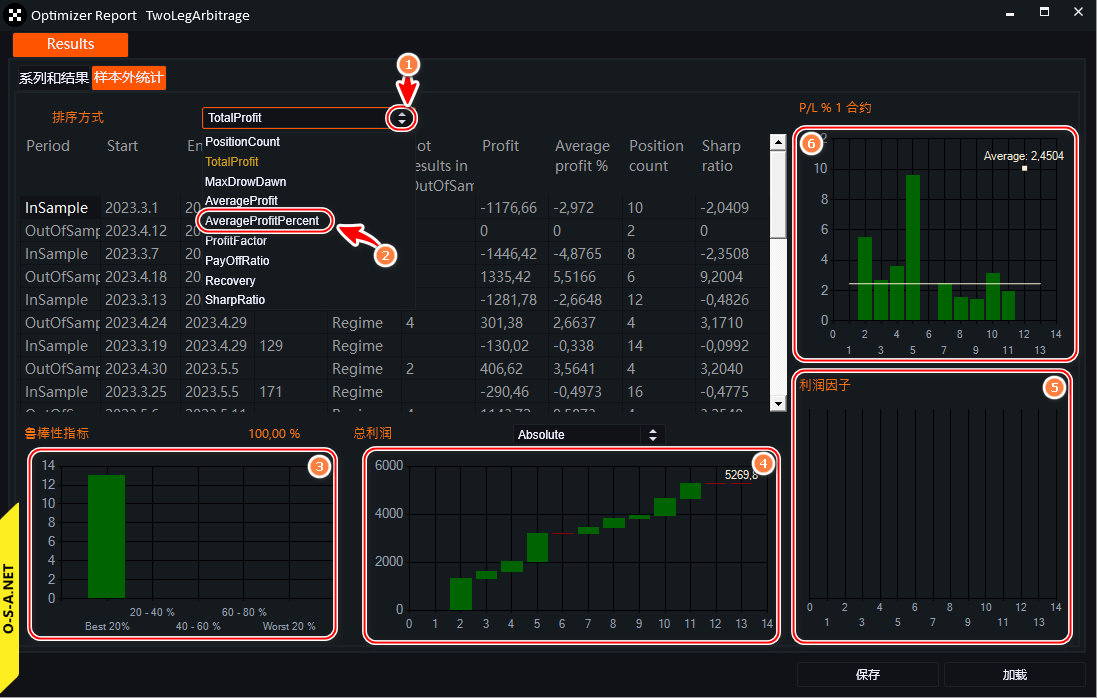 Optimizer Report TwoLegArbitrage
Results
系列和结果 样本外统计
排序方式
TotalProfit
1
PositionCount
TotalProfit
MaxDrowDawn
AverageProfit
AverageProfitPercent
ProfitFactor
PayOffRatio
Recovery
SharpRatio
2
Period Start En ot esults in OutOfSam Profit Average profit % Position count Sharp ratio
InSample 2023.3.1 20 -1176,66 -2,972 10 -2,0409
OutOfSamp 2023.4.12 20 0 0 2 0
InSample 2023.3.7 20 -1446,42 -4,8765 8 -2,3508
OutOfSamp 2023.4.18 20 1335,42 5,5166 6 9,2004
InSample 2023.3.13 20 -1281,78 -2,6648 12 -0,4826
OutOfSamp 2023.4.24 2023.4.29 Regime 4 301,38 2,6637 4 3,1710
InSample 2023.3.19 2023.4.29 129 Regime -130,02 -0,338 14 -0,0992
OutOfSamp 2023.4.30 2023.5.5 Regime 2 406,62 3,5641 4 3,2040
InSample 2023.3.25 2023.5.5 171 Regime -290,46 -0,4973 16 -0,4775
P/L % 1 合约
6
Average: 2,4504
10
8
6
4
2
0
0 2 4 6 8 10 12 14
1 3 5 7 9 11 13
鲁棒性指标 100,00 %
3
14
12
10
8
6
4
2
0
20 - 40 % 60 - 80 %
Best 20% 40 - 60 % Worst 20 %
总利润 Absolute
4
5269,8
6000
4000
2000
0
0 1 2 3 4 5 6 7 8 9 10 11 12 13 14
利润因子
5
0 2 4 6 8 10 12 14
1 3 5 7 9 11 13
O-S-A.NET
保存 加载